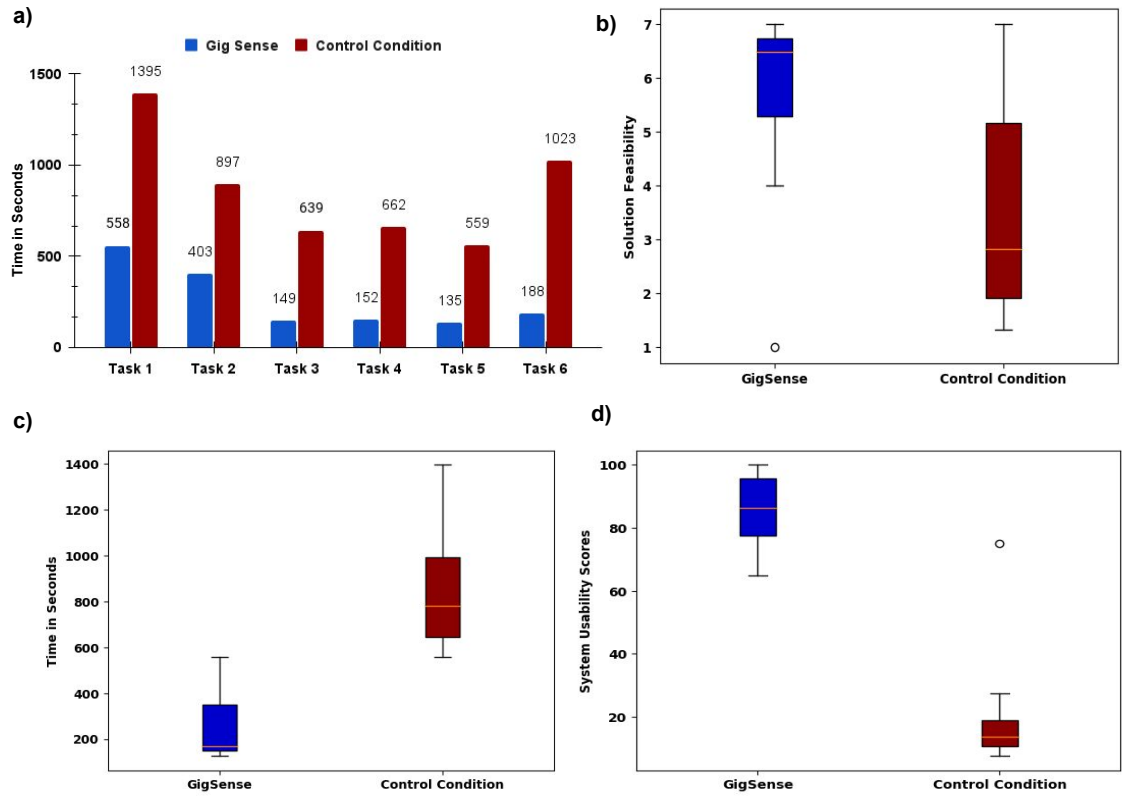 a)
Gig Sense Control Condition
Time in Seconds
1500
1000
500
0
1395
897
639
662
559
1023
558
403
149
152
135
188
Task 1 Task 2 Task 3 Task 4 Task 5 Task 6
b)
Solution Feasibility
7
6
5
4
3
2
1
GigSense Control Condition
c)
Time in Seconds
1400
1200
1000
800
600
400
200
GigSense Control Condition
d)
System Usability Scores
100
80
60
40
20
GigSense Control Condition